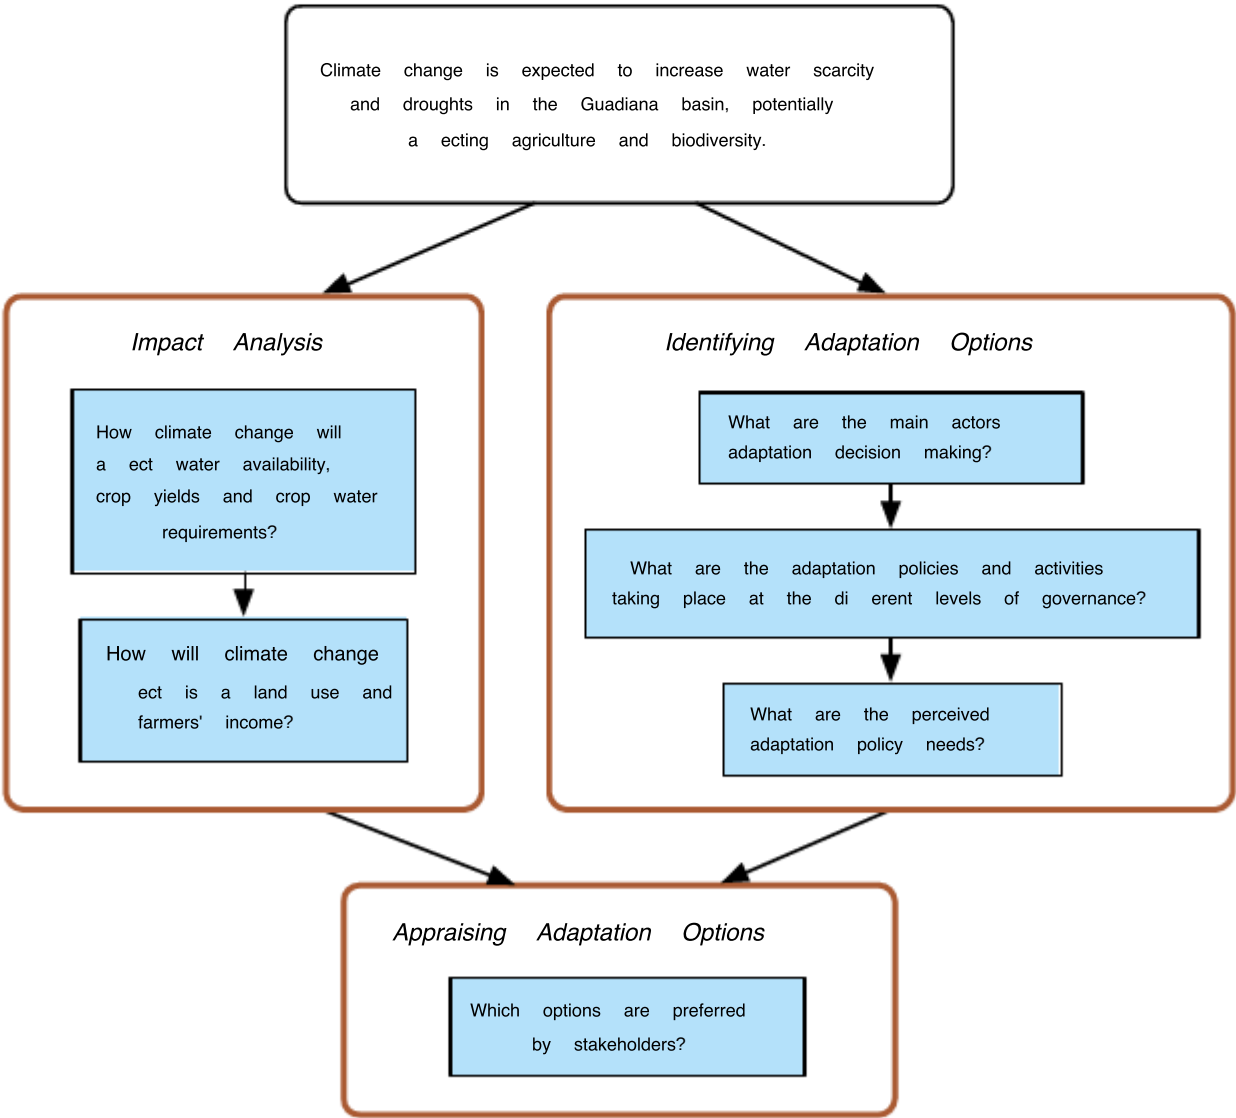 Climate change is expected to increase water scarcity
and droughts in the Guadiana basin, potentially
a ecting agriculture and biodiversity.
Impact Analysis
How climate change will
a ect water availability,
crop yields and crop water
requirements?
How will climate change
ect is a land use and
farmers' income?
Identifying Adaptation Options
What are the main actors
adaptation decision making?
What are the adaptation policies and activities
taking place at the di erent levels of governance?
What are the perceived
adaptation policy needs?
Appraising Adaptation Options
Which options are preferred
by stakeholders?